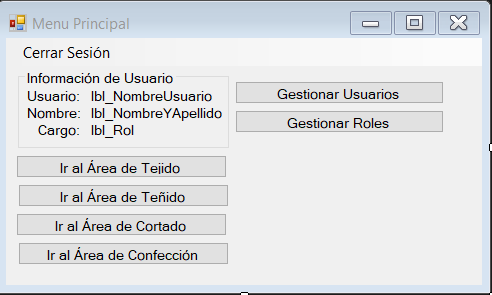 Menu Principal
Cerrar Sesión
Información de Usuario
Usuario: lbl_NombreUsuario
Nombre: lbl_NombreYApellido
Cargo: lbl_Rol
Gestionar Usuarios
Gestionar Roles
Ir al Área de Tejido
Ir al Área de Teñido
Ir al Área de Cortado
Ir al Área de Confección